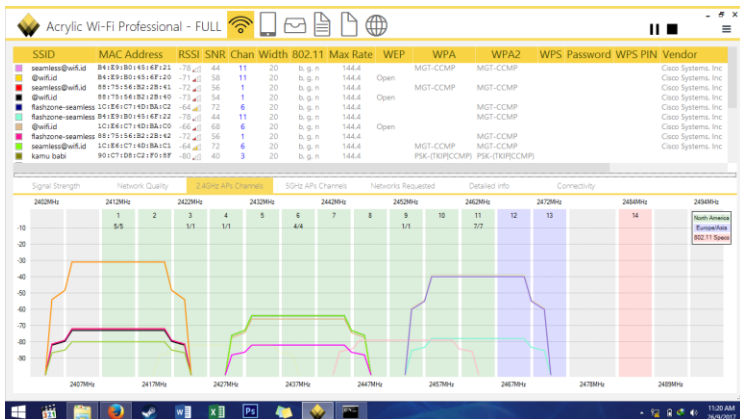 Acrylic Wi-Fi Professional - FULL
SSID MAC Address RSSI SNR Chan Width 802.11 Max Rate WEP WPA WPA2 WPS Password WPS PIN Vendor
seamless@wifi.id B4:E9:B0:45:6F:21 -78 44 11 20 b, g, n 144.4 MGT-CCMP MGT-CCMP Cisco Systems, Inc
@wifi.id B4:E9:B0:45:6F:20 -71 58 11 20 b, g, n 144.4 Open Cisco Systems, Inc
seamless@wifi.id 88:75:56:B2:2B:41 -72 56 1 20 b, g, n 144.4 MGT-CCMP MGT-CCMP Cisco Systems, Inc
@wifi.id 88:75:56:B2:2B:40 -73 54 1 20 b, g, n 144.4 Open Cisco Systems, Inc
flashzone-seamless 1C:E6:C7:4D:BA:C2 -64 72 6 20 b, g, n 144.4 MGT-CCMP Cisco Systems, Inc
flashzone-seamless B4:E9:B0:45:6F:22 -78 44 11 20 b, g, n 144.4 MGT-CCMP Cisco Systems, Inc
@wifi.id 1C:E6:C7:4D:BA:C0 -66 68 6 20 b, g, n 144.4 Open Cisco Systems, Inc
flashzone-seamless 88:75:56:B2:2B:42 -72 56 1 20 b, g, n 144.4 MGT-CCMP Cisco Systems, Inc
seamless@wifi.id 1C:E6:C7:4D:BA:C1 -64 72 6 20 b, g, n 144.4 MGT-CCMP MGT-CCMP Cisco Systems, Inc
kamu babi 90:C7:D8:C2:F0:8F -80 40 3 20 b, g, n 144.4 PSK-(TKIP|CCMP) PSK-(TKIP|CCMP)
Signal Strength Network Quality 2.4GHz APs Channels 5GHz APs Channels Networks Requested Detailed info Connectivity
2402MHz 2412MHz 2422MHz 2432MHz 2442MHz 2452MHz 2462MHz 2472MHz 2484MHz 2494MHz
1 2 3 4 5 6 7 8 9 10 11 12 13 14
5/5 1/1 1/1 4/4 1/1 7/7
North America
Europe/Asia
802.11 Specs
-10
-20
-30
-40
-50
-60
-70
-80
-90
2407MHz 2417MHz 2427MHz 2437MHz 2447MHz 2457MHz 2467MHz 2478MHz 2489MHz
11:20 AM
26/9/2017